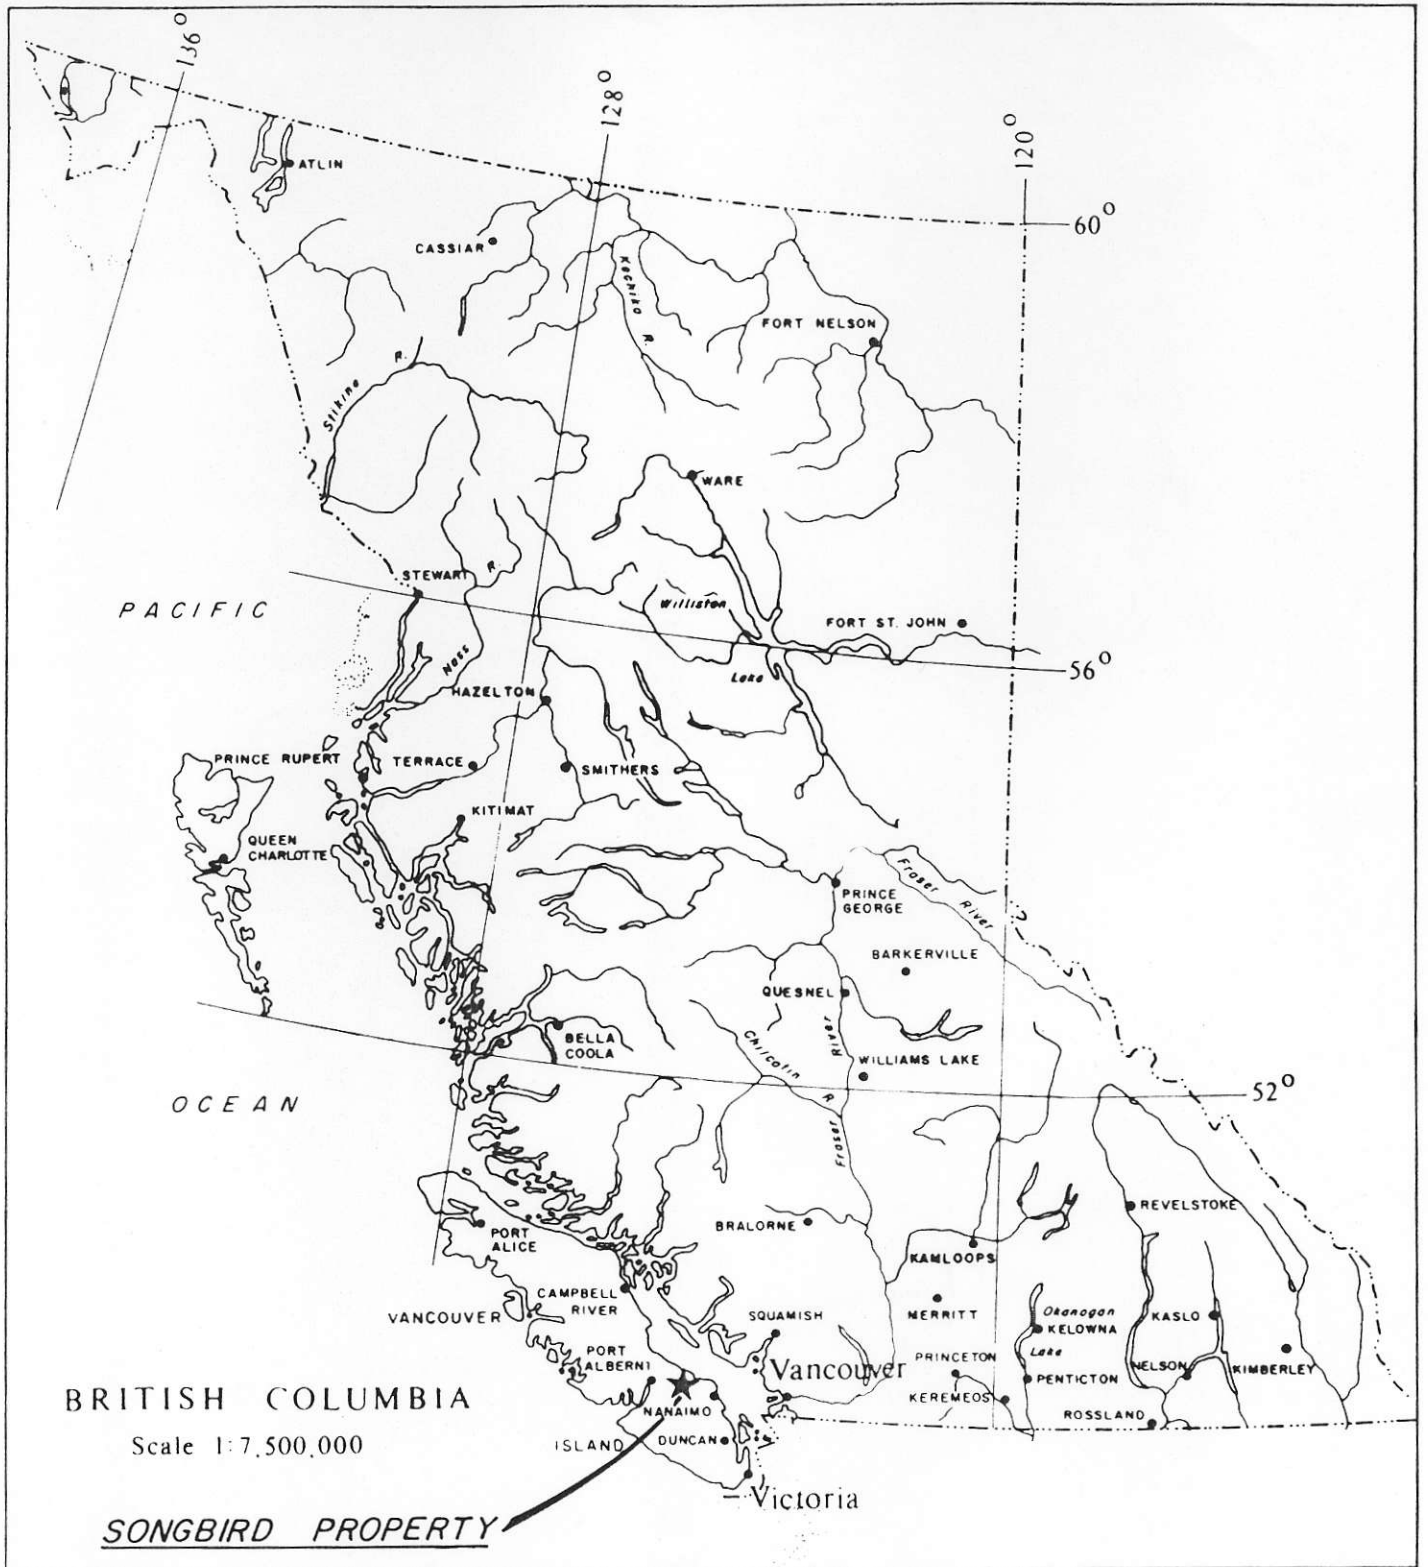 136°
128°
120°
ATLIN
60°
CASSIAR
Kechika R.
FORT NELSON
Stikine R.
WARE
STEWART
R.
PACIFIC
Williston
FORT ST. JOHN
56°
Nass
Lake
HAZELTON
PRINCE RUPERT
TERRACE
SMITHERS
KITIMAT
QUEEN
CHARLOTTE
Fraser River
PRINCE
GEORGE
BARKERVILLE
QUESNEL
BELLA
COOLA
Chilcotin R.
Fraser River
WILLIAMS LAKE
OCEAN
52°
REVELSTOKE
PORT
ALICE
BRALORNE
KAMLOOPS
CAMPBELL
RIVER
VANCOUVER
MERRITT
SQUAMISH
Okanogan
KELOWNA
Lake
KASLO
PORT
ALBERNI
Vancouver
PRINCETON
PENTICTON
NELSON
KIMBERLEY
KEREMEOS
ROSSLAND
NANAIMO
BRITISH COLUMBIA
Scale 1:7,500,000
ISLAND
DUNCAN
Victoria
SONGBIRD PROPERTY